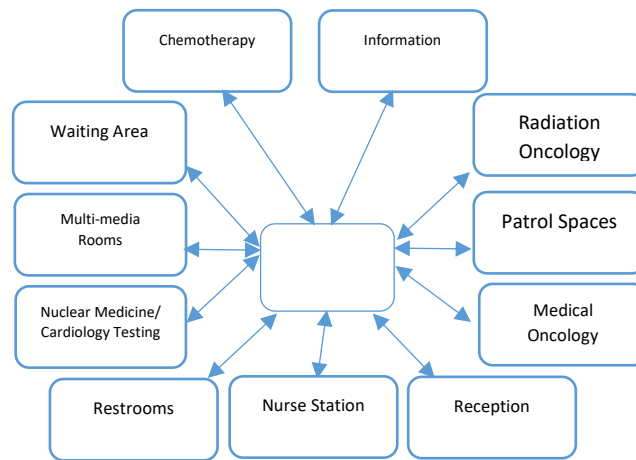 Chemotherapy
Information
Waiting Area
Radiation
Oncology
Multi-media
Rooms
Patrol Spaces
Nuclear Medicine/
Cardiology Testing
Medical
Oncology
Restrooms
Nurse Station
Reception